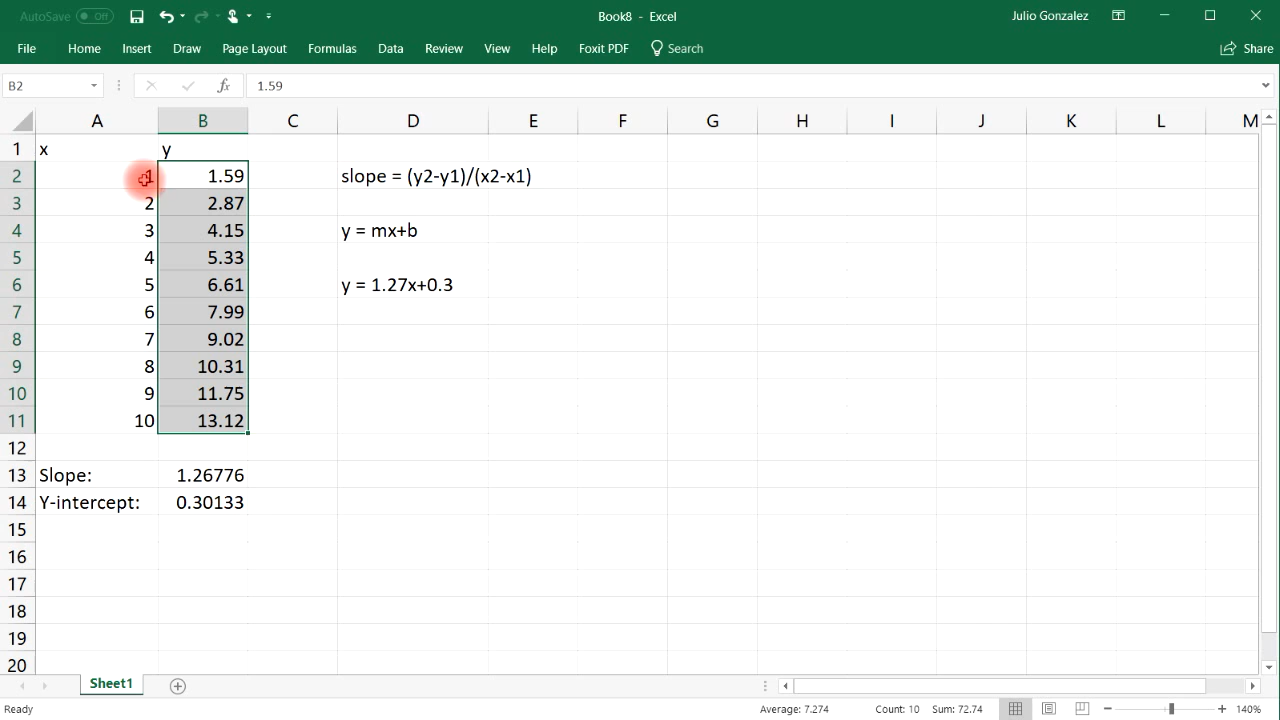 AutoSave Off Book8 - Excel Julio Gonzalez
File Home Insert Draw Page Layout Formulas Data Review View Help Foxit PDF Search Share
B2 fx 1.59
A B C D E F G H I J K L M
1 x y
2 1 1.59 slope = (y2-y1)/(x2-x1)
3 2 2.87
4 3 4.15 y = mx+b
5 4 5.33
6 5 6.61 y = 1.27x+0.3
7 6 7.99
8 7 9.02
9 8 10.31
10 9 11.75
11 10 13.12
12
13 Slope: 1.26776
14 Y-intercept: 0.30133
15
16
17
18
19
20
Sheet1
Ready Average: 7.274 Count: 10 Sum: 72.74 140%